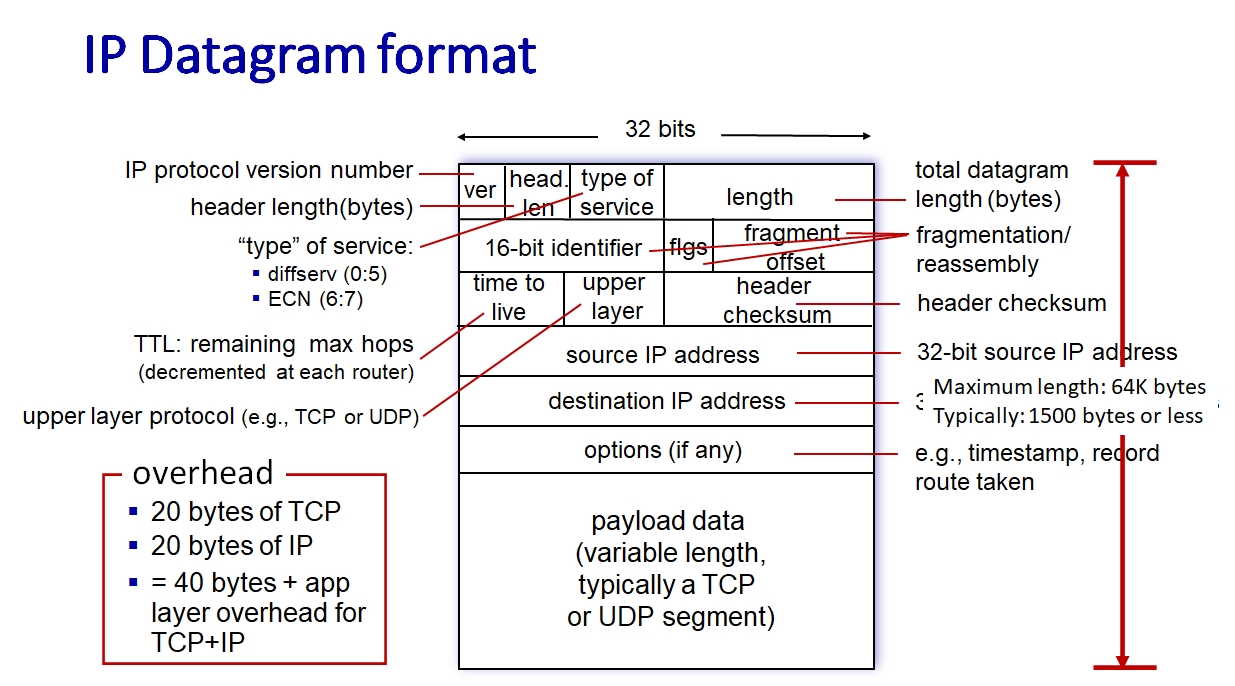 IP Datagram format
32 bits
IP protocol version number
header length(bytes)
“type” of service:
diffserv (0:5)
ECN (6:7)
TTL: remaining max hops
(decremented at each router)
upper layer protocol (e.g., TCP or UDP)
overhead
20 bytes of TCP
20 bytes of IP
= 40 bytes + app
layer overhead for
TCP+IP
ver
head.
len
type of
service
length
16-bit identifier
flgs
fragment
offset
time to
live
upper
layer
header
checksum
source IP address
destination IP address
options (if any)
payload data
(variable length,
typically a TCP
or UDP segment)
total datagram
length (bytes)
fragmentation/
reassembly
header checksum
32-bit source IP address
Maximum length: 64K bytes
Typically: 1500 bytes or less
e.g., timestamp, record
route taken